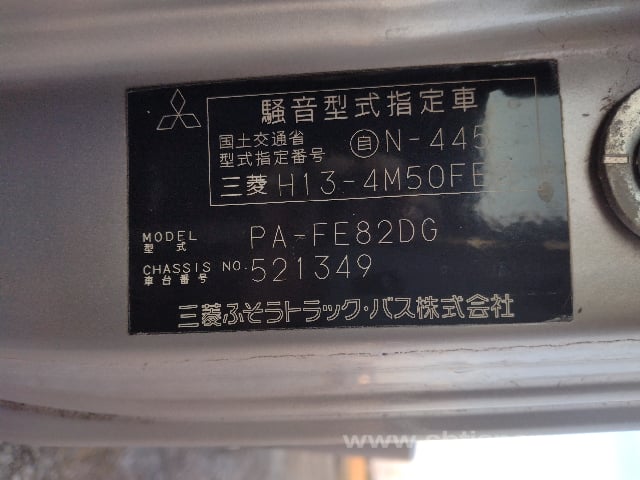 騒音型式指定車
国土交通省
型式指定番号 自N-445
三菱 H13-4M50FE
MODEL
型式 PA-FE82DG
CHASSIS NO.
車台番号 521349
三菱ふそうトラック・バス株式会社